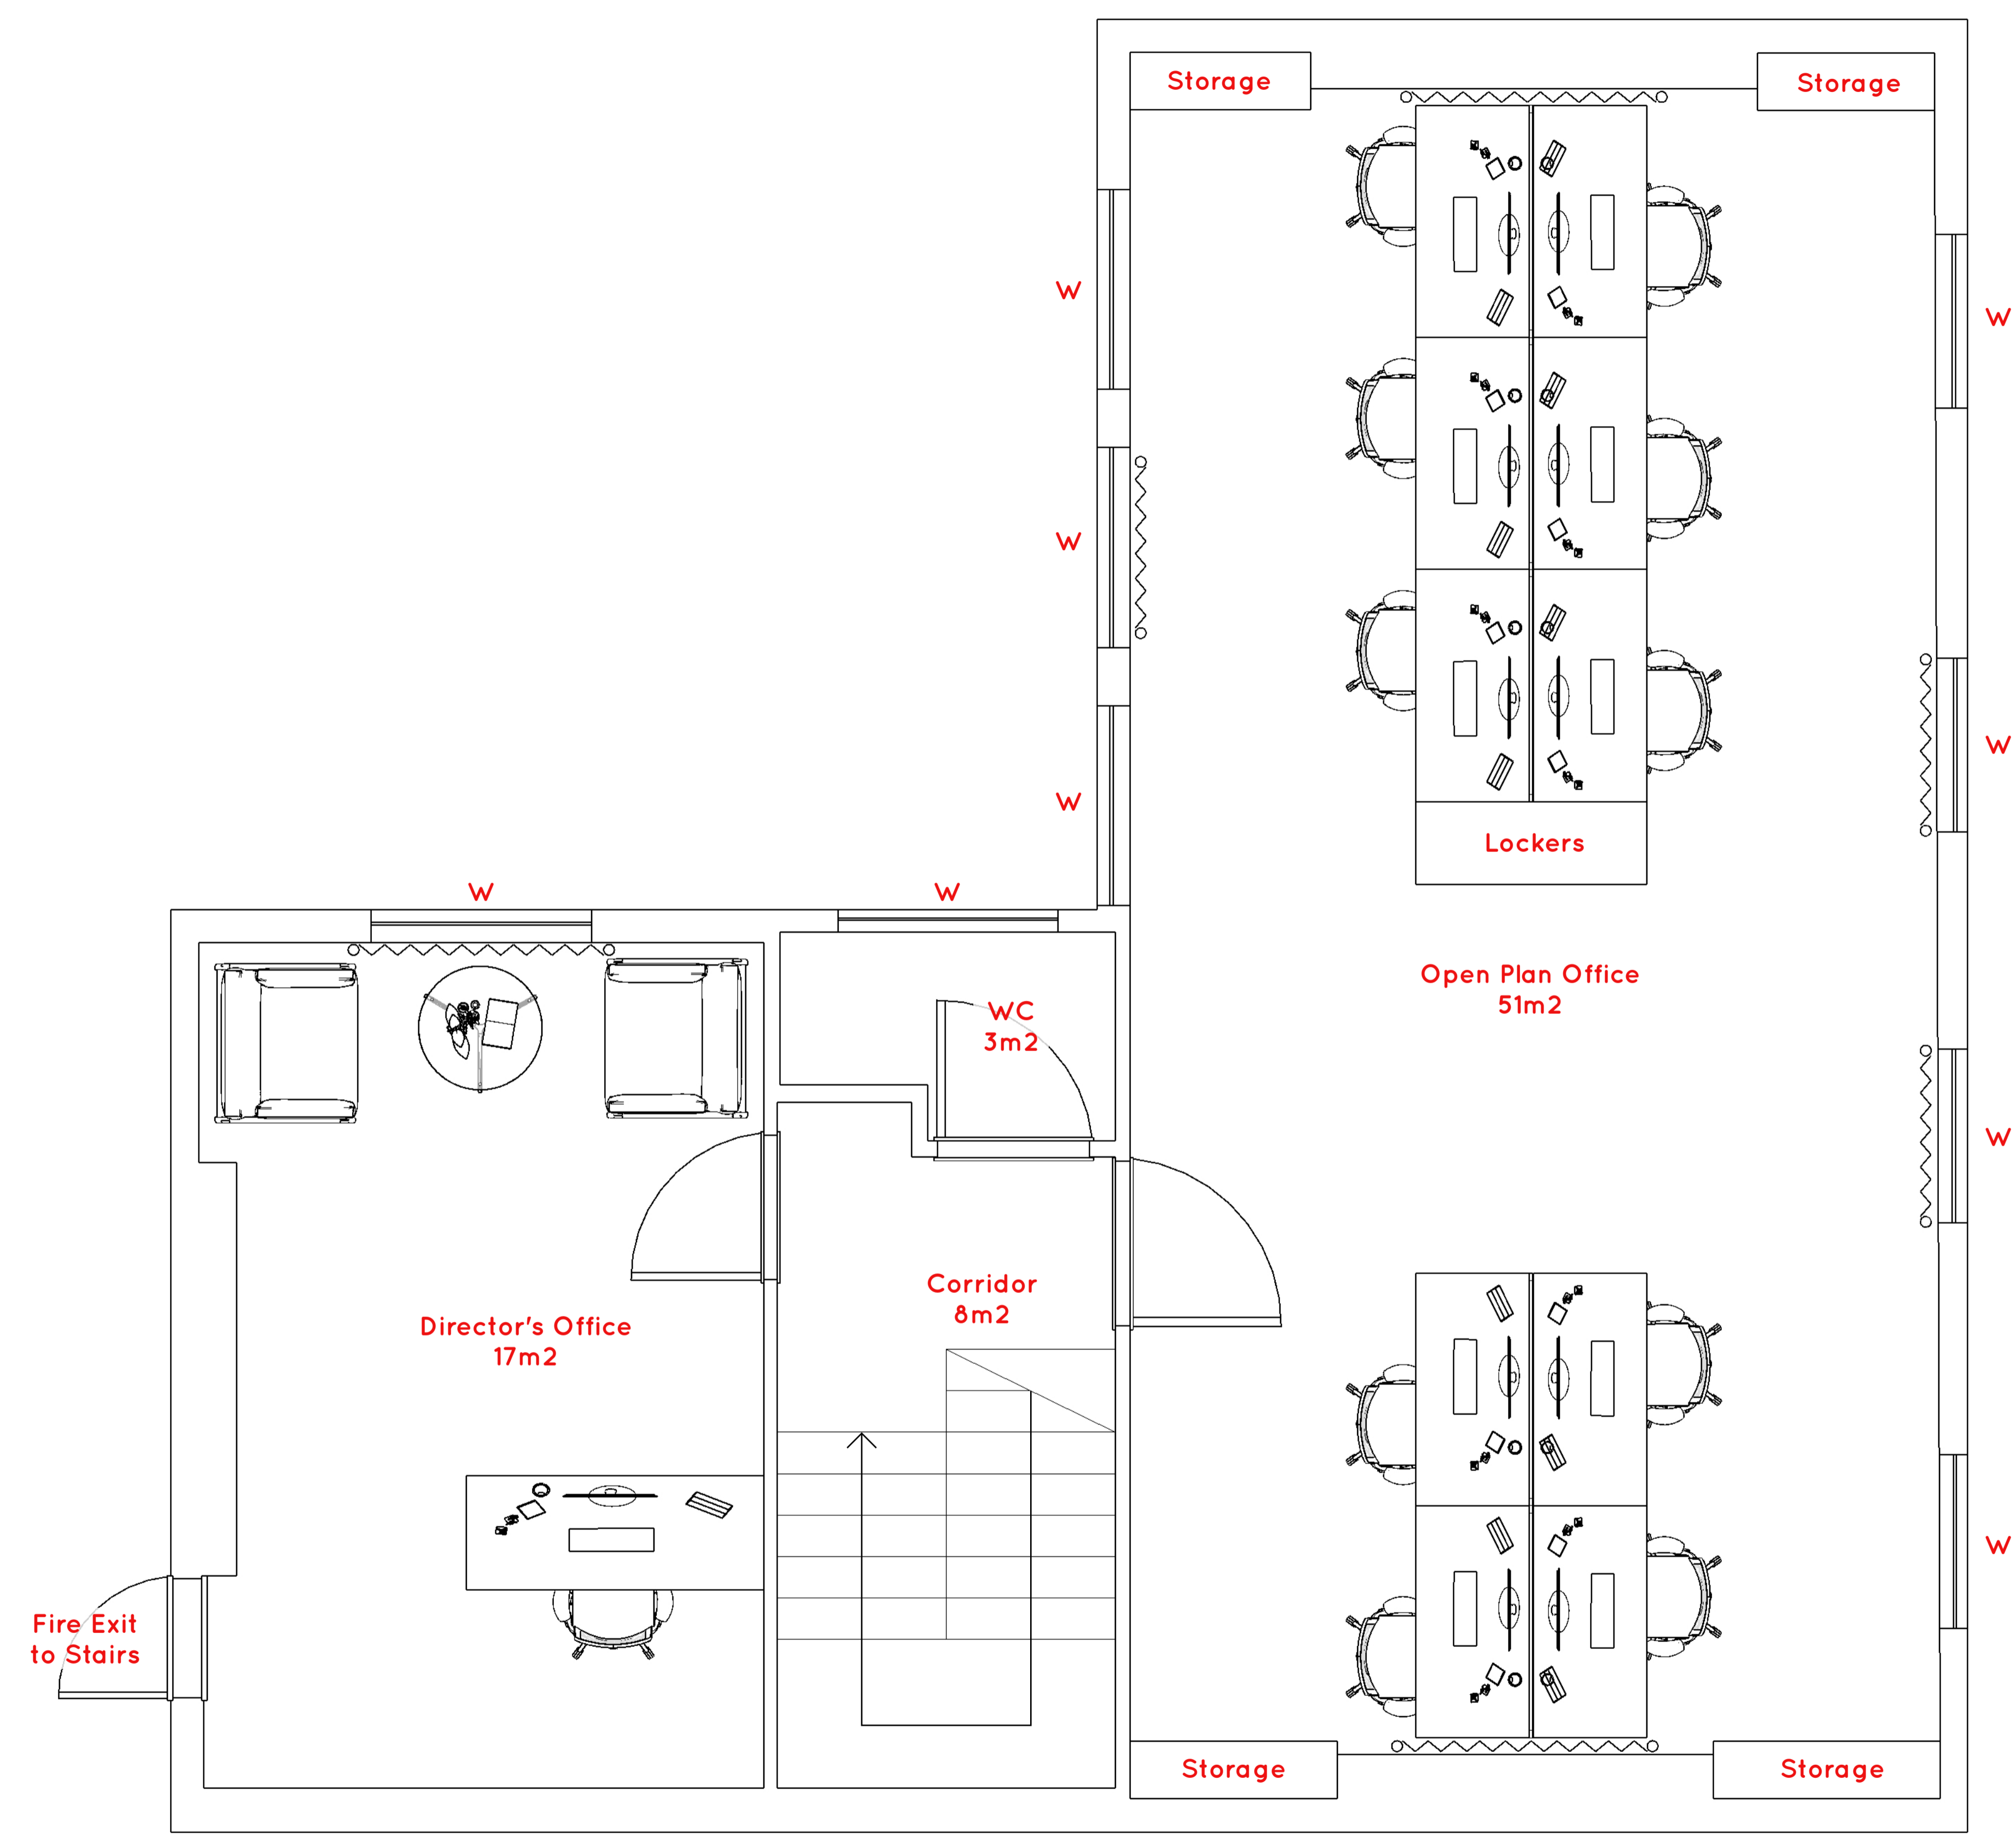 Storage
Storage
W
W
W
W
W
Lockers
W
W
Open Plan Office
51m2
WC
3m2
W
Corridor
8m2
Director's Office
17m2
W
Fire Exit
to Stairs
Storage
Storage